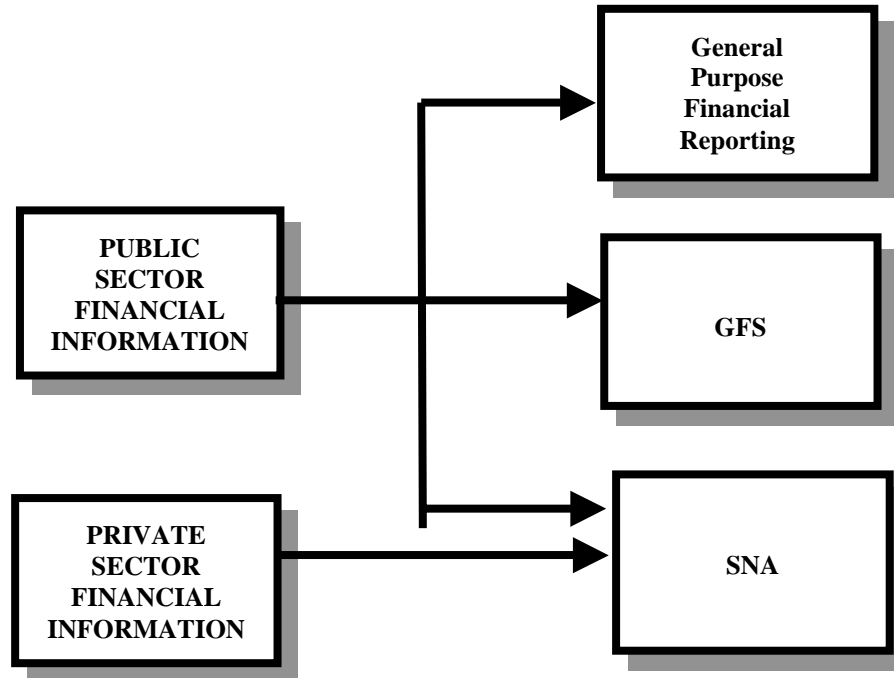 General
Purpose
Financial
Reporting
PUBLIC
SECTOR
FINANCIAL
INFORMATION
GFS
PRIVATE
SECTOR
FINANCIAL
INFORMATION
SNA